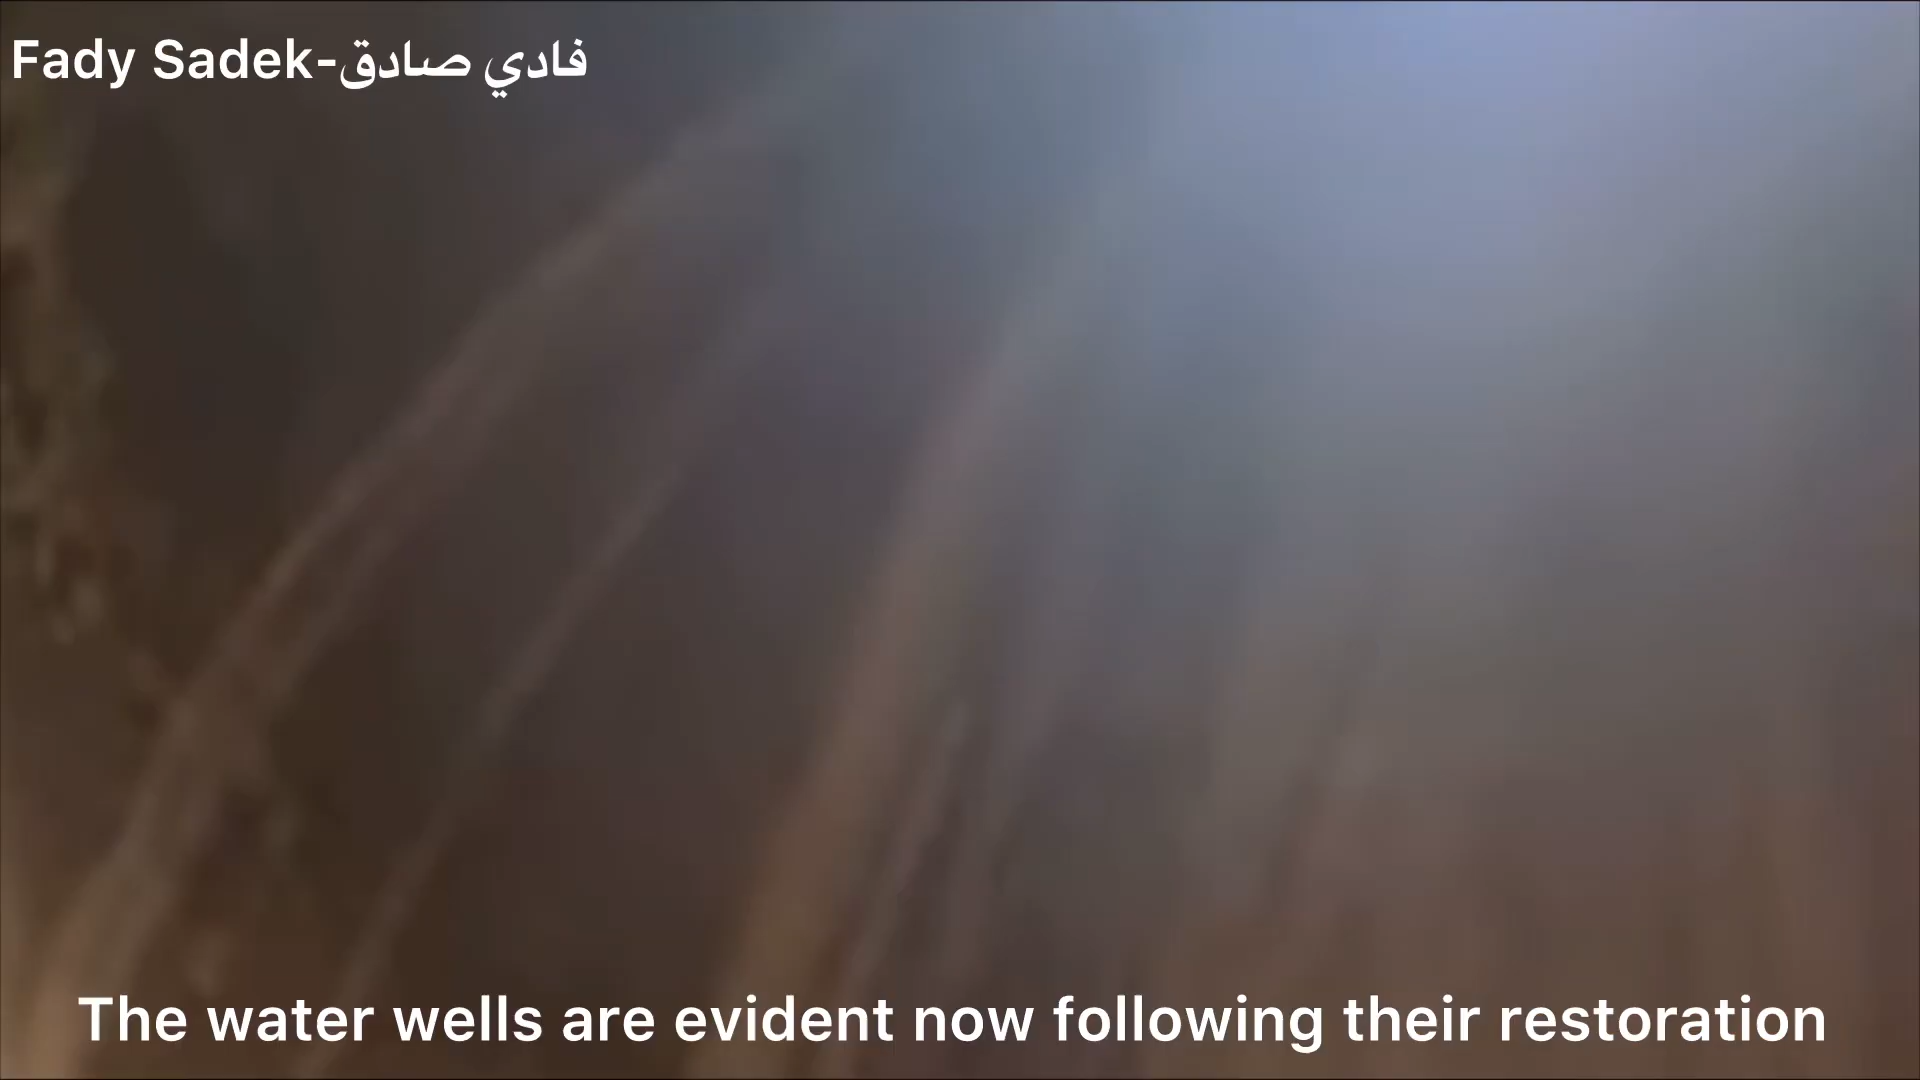 Fady Sadek-فادي صادق
The water wells are evident now following their restoration